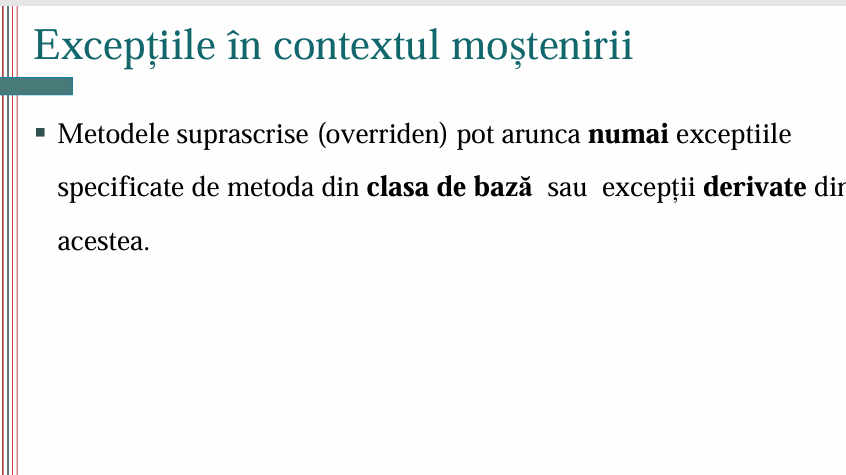 Excepțiile în contextul moștenirii
Metodele suprascrise (overriden) pot arunca numai exceptiile
specificate de metoda din clasa de bază sau excepții derivate din
acestea.